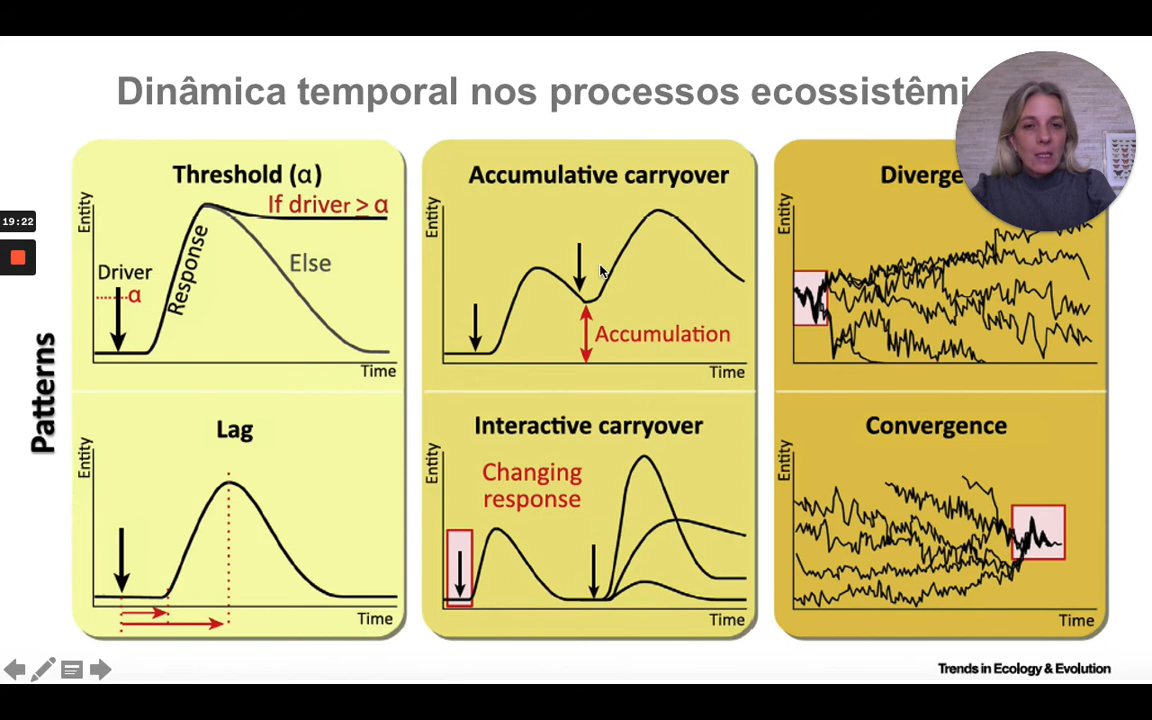 Dinâmica temporal nos processos ecossistêmi
19:22
Patterns
Threshold (α)
Entity
If driver > α
Response
Driver
α
Else
Time
Accumulative carryover
Entity
Accumulation
Time
Entity
Time
Lag
Entity
Time
Interactive carryover
Entity
Changing
response
Time
Convergence
Entity
Time
Trends in Ecology & Evolution